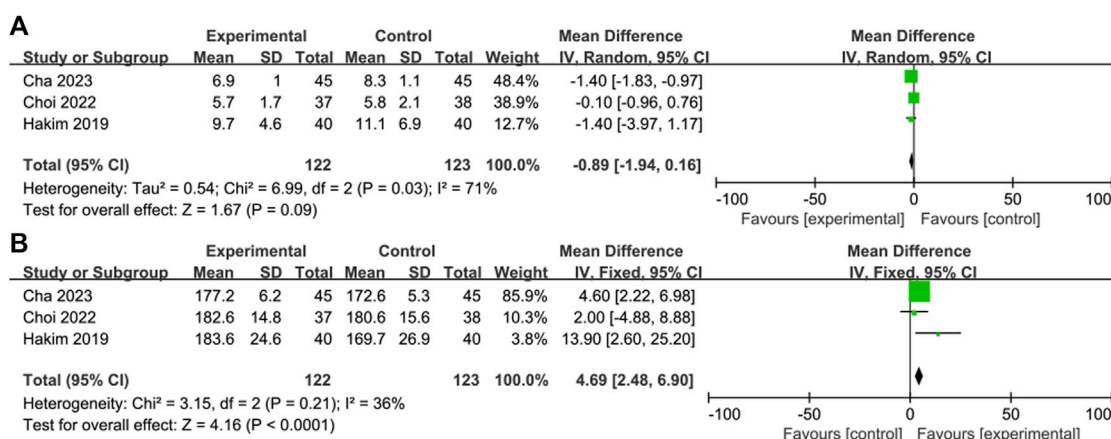 A
Experimental Control Mean Difference Mean Difference
Study or Subgroup Mean SD Total Mean SD Total Weight IV, Random, 95% CI IV, Random, 95% CI
Cha 2023 6.9 1 45 8.3 1.1 45 48.4% -1.40 [-1.83, -0.97]
Choi 2022 5.7 1.7 37 5.8 2.1 38 38.9% -0.10 [-0.96, 0.76]
Hakim 2019 9.7 4.6 40 11.1 6.9 40 12.7% -1.40 [-3.97, 1.17]
Total (95% CI) 122 123 100.0% -0.89 [-1.94, 0.16]
Heterogeneity: Tau² = 0.54; Chi² = 6.99, df = 2 (P = 0.03); I² = 71%
Test for overall effect: Z = 1.67 (P = 0.09)
-100 -50 0 50 100
Favours [experimental] Favours [control]
B
Experimental Control Mean Difference Mean Difference
Study or Subgroup Mean SD Total Mean SD Total Weight IV, Fixed, 95% CI IV, Fixed, 95% CI
Cha 2023 177.2 6.2 45 172.6 5.3 45 85.9% 4.60 [2.22, 6.98]
Choi 2022 182.6 14.8 37 180.6 15.6 38 10.3% 2.00 [-4.88, 8.88]
Hakim 2019 183.6 24.6 40 169.7 26.9 40 3.8% 13.90 [2.60, 25.20]
Total (95% CI) 122 123 100.0% 4.69 [2.48, 6.90]
Heterogeneity: Chi² = 3.15, df = 2 (P = 0.21); I² = 36%
Test for overall effect: Z = 4.16 (P < 0.0001)
-100 -50 0 50 100
Favours [control] Favours [experimental]